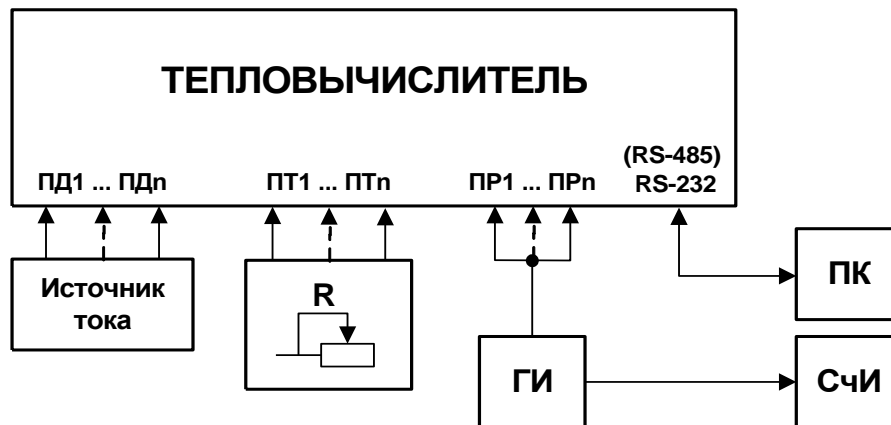 ТЕПЛОВЫЧИСЛИТЕЛЬ
(RS-485)
ПД1 ... ПДn ПТ1 ... ПТn ПР1 ... ПРn RS-232
Источник
тока
R
ПК
ГИ
СчИ